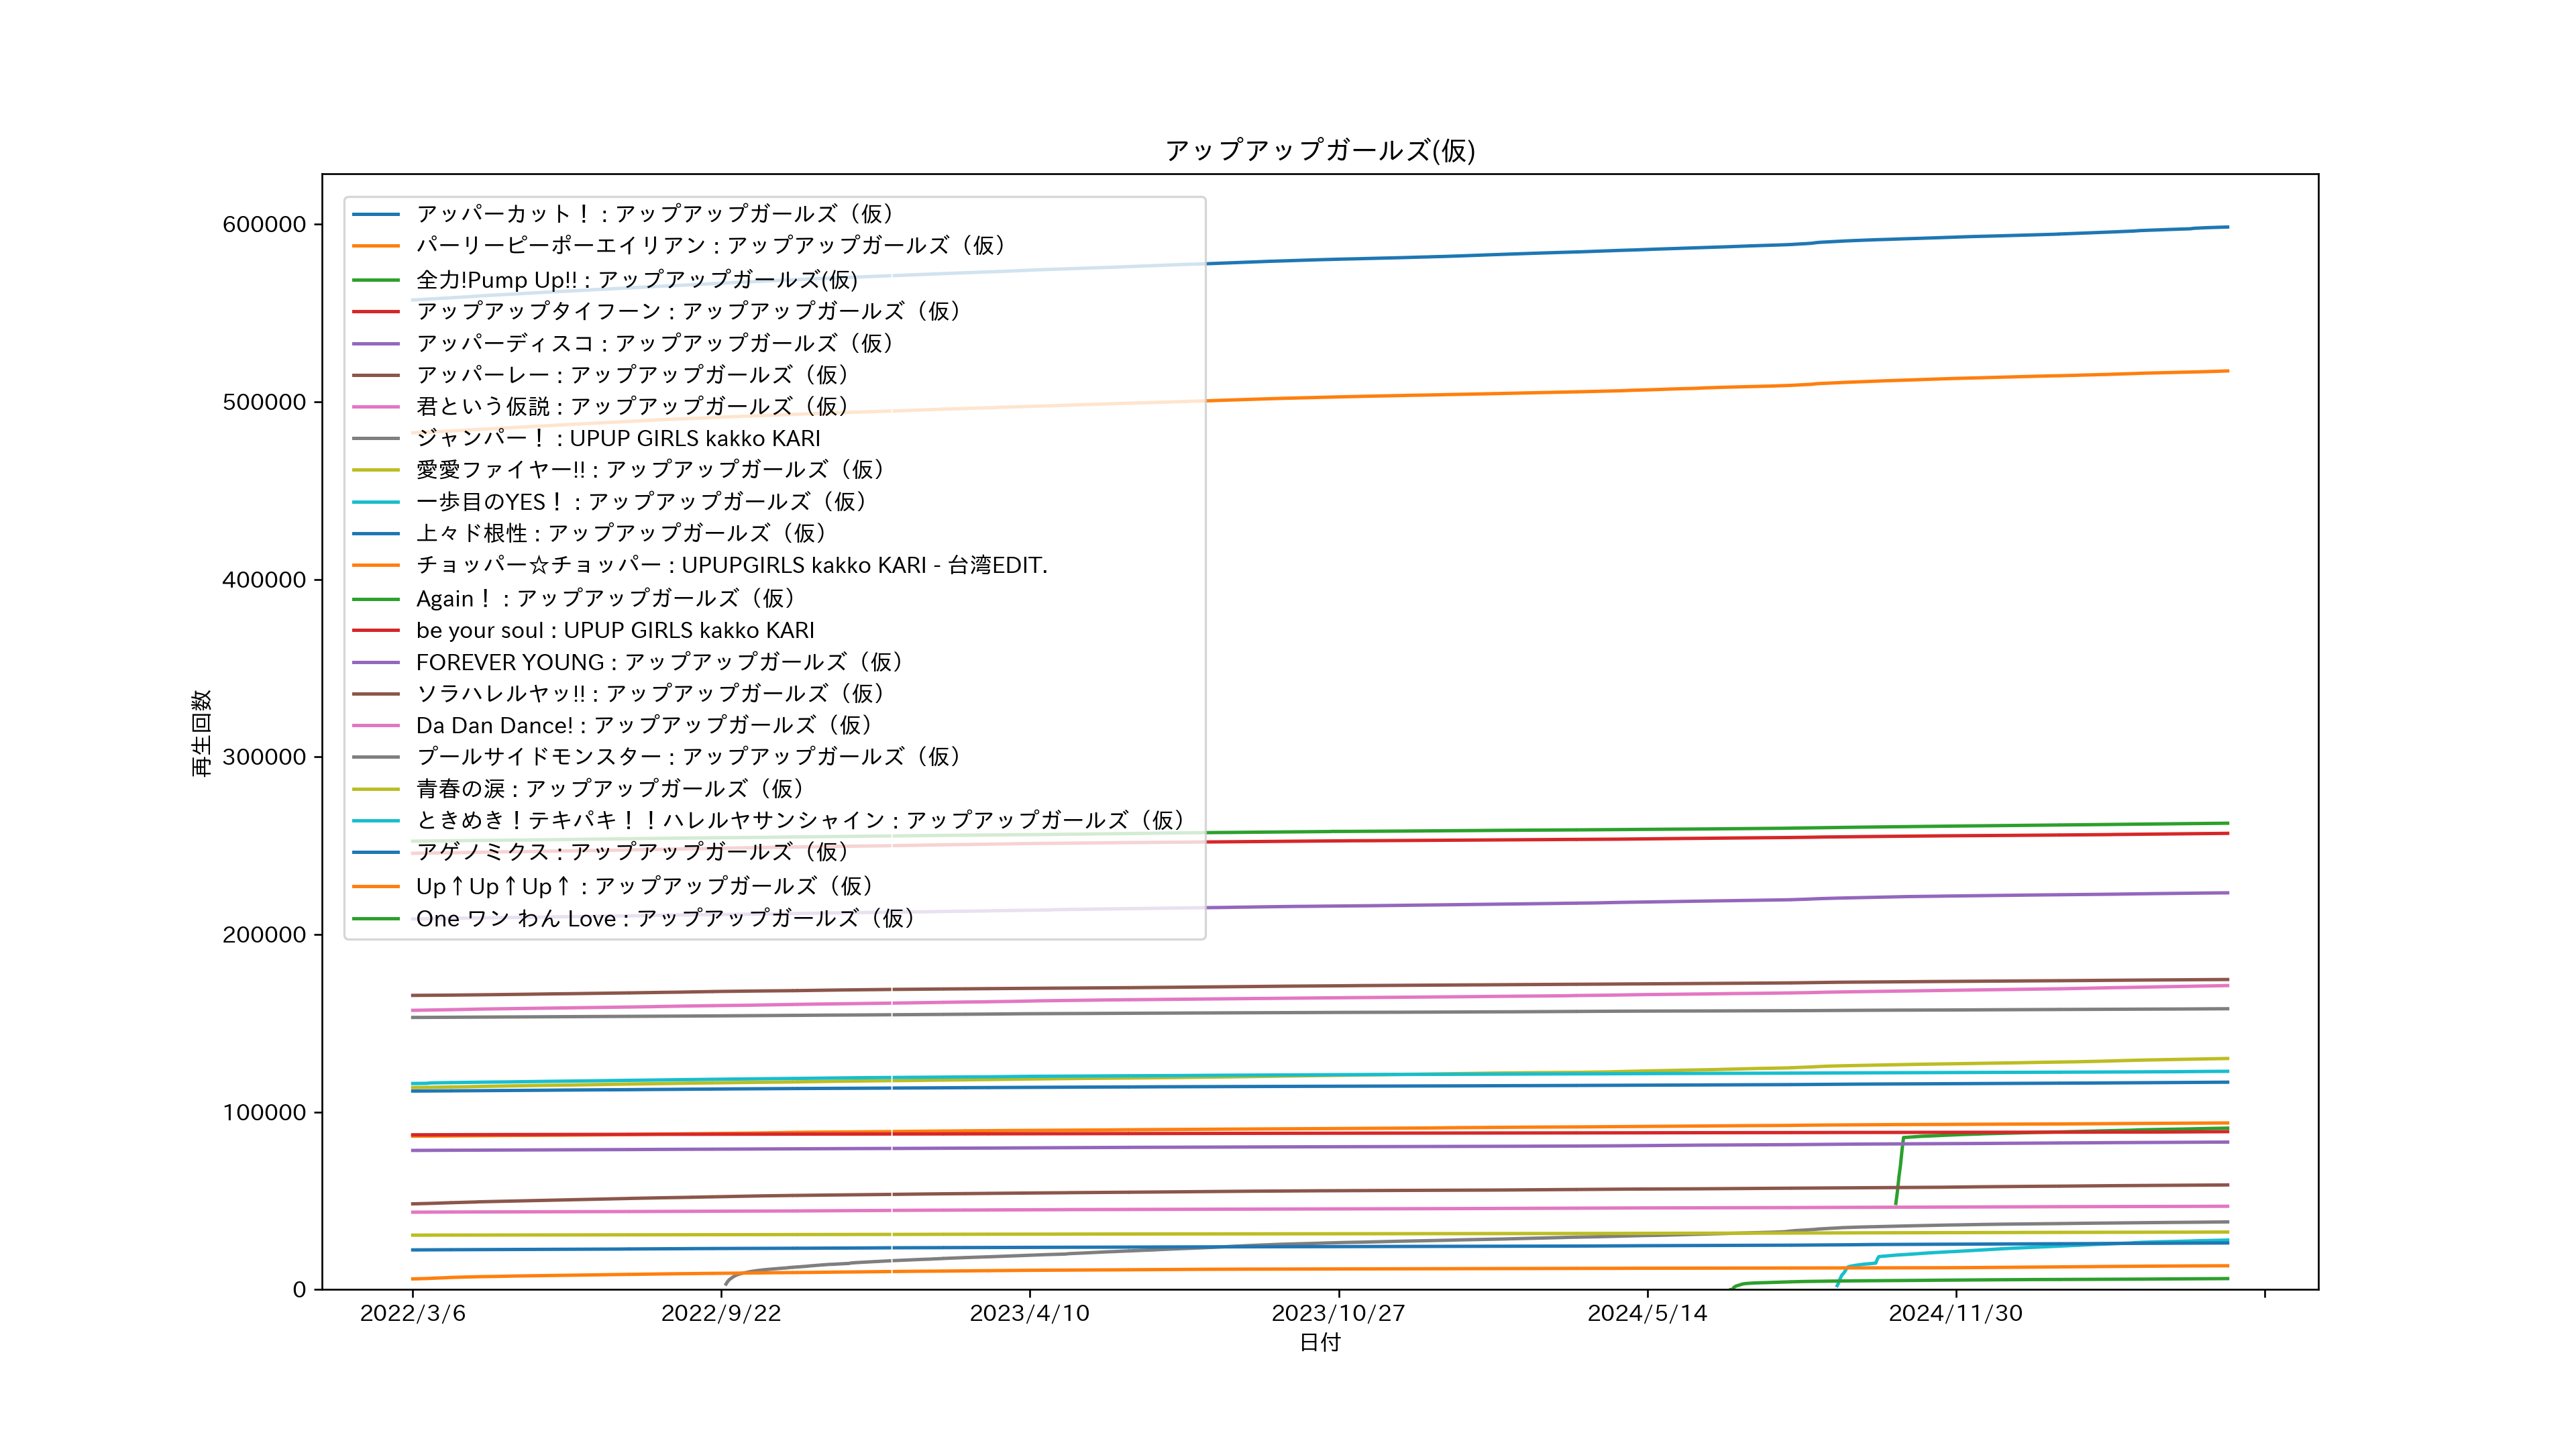 アップアップガールズ(仮)
600000
500000
400000
300000
200000
100000
0
再生回数
アッパーカット！ : アップアップガールズ（仮）
パーリーピーポーエイリアン : アップアップガールズ（仮）
全力!Pump Up!! : アップアップガールズ(仮)
アップアップタイフーン : アップアップガールズ（仮）
アッパーディスコ : アップアップガールズ（仮）
アッパーレー : アップアップガールズ（仮）
君という仮説 : アップアップガールズ（仮）
ジャンパー！ : UPUP GIRLS kakko KARI
愛愛ファイヤー!! : アップアップガールズ（仮）
一歩目のYES！ : アップアップガールズ（仮）
上々ド根性 : アップアップガールズ（仮）
チョッパー☆チョッパー : UPUPGIRLS kakko KARI - 台湾EDIT.
Again！ : アップアップガールズ（仮）
be your soul : UPUP GIRLS kakko KARI
FOREVER YOUNG : アップアップガールズ（仮）
ソラハレルヤッ!! : アップアップガールズ（仮）
Da Dan Dance! : アップアップガールズ（仮）
プールサイドモンスター : アップアップガールズ（仮）
青春の涙 : アップアップガールズ（仮）
ときめき！テキパキ！！ハレルヤサンシャイン : アップアップガールズ（仮）
アゲノミクス : アップアップガールズ（仮）
Up↑Up↑Up↑ : アップアップガールズ（仮）
One ワン わん Love : アップアップガールズ（仮）
2022/3/6
2022/9/22
2023/4/10
2023/10/27
2024/5/14
2024/11/30
日付